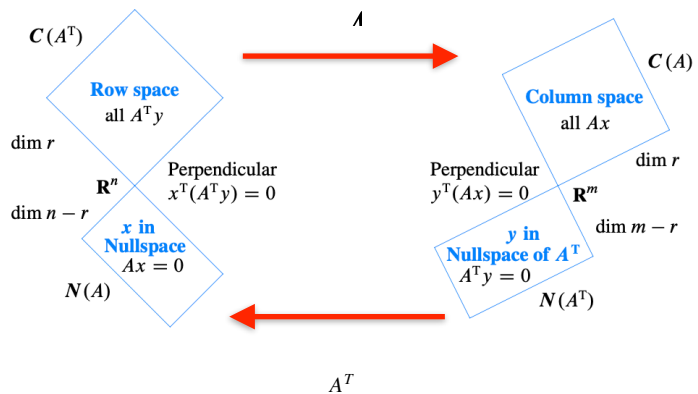 C(Aᵀ)
Row space
all Aᵀy
dim r
Rⁿ
Perpendicular
xᵀ(Aᵀy) = 0
dim n − r
x in
Nullspace
Ax = 0
N(A)
C(A)
Column space
all Ax
dim r
Perpendicular
yᵀ(Ax) = 0
Rᵐ
dim m − r
y in
Nullspace of Aᵀ
Aᵀy = 0
N(Aᵀ)
Aᵀ